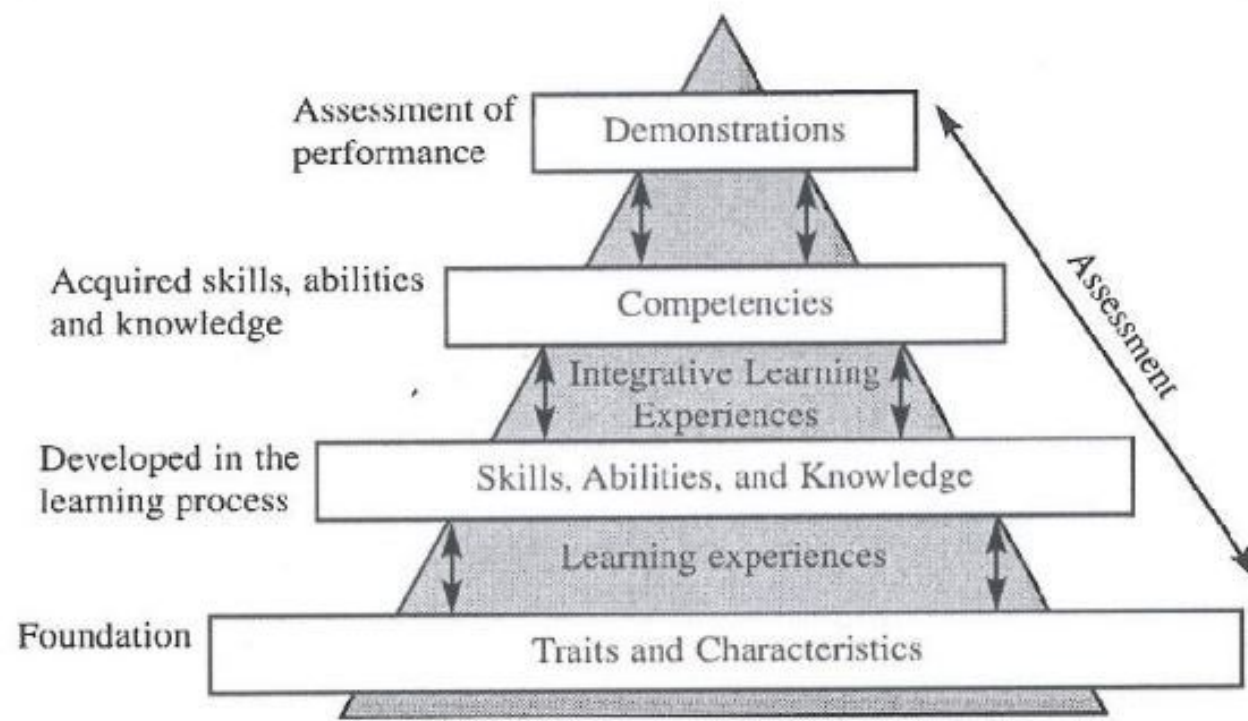 Assessment of
performance
Demonstrations
Acquired skills, abilities
and knowledge
Competencies
Assessment
Integrative Learning
Experiences
Developed in the
learning process
Skills, Abilities, and Knowledge
Learning experiences
Foundation
Traits and Characteristics